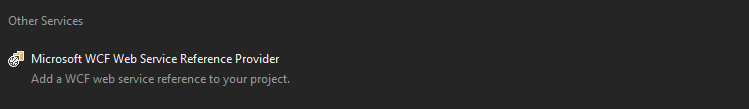 Other Services
Microsoft WCF Web Service Reference Provider
Add a WCF web service reference to your project.